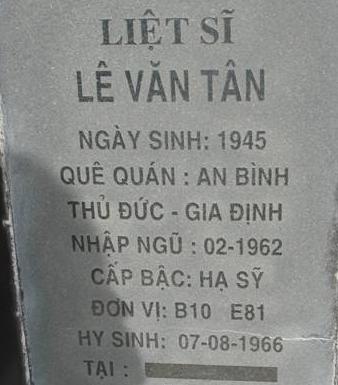 LIỆT SĨ
LÊ VĂN TÂN
NGÀY SINH: 1945
QUÊ QUÁN : AN BÌNH
THỦ ĐỨC - GIA ĐỊNH
NHẬP NGŨ : 02-1962
CẤP BẬC: HẠ SỸ
ĐƠN VỊ: B10 E81
HY SINH: 07-08-1966
TẠI :